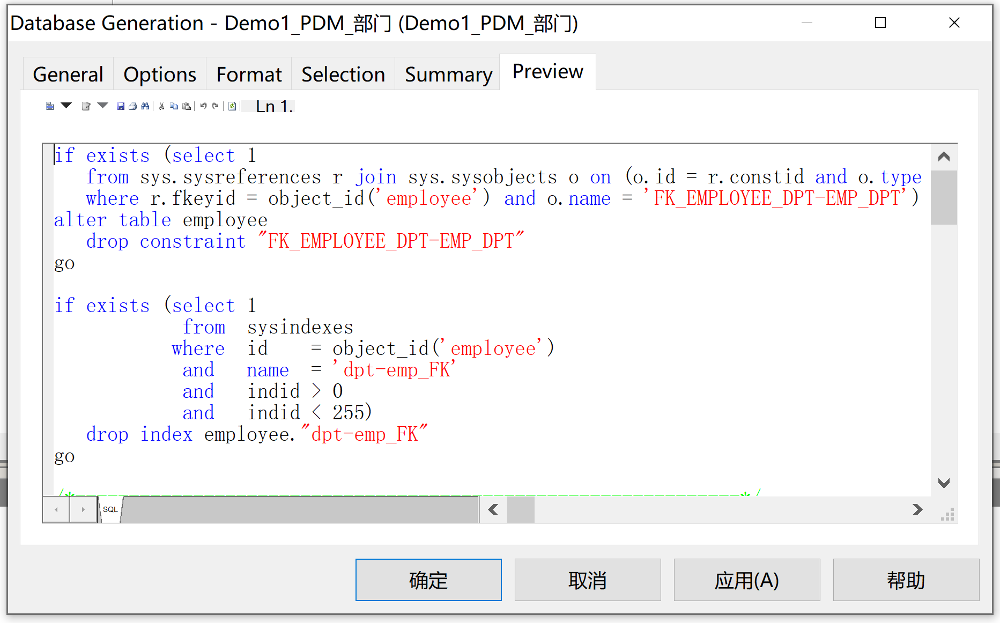 Database Generation - Demo1_PDM_部门 (Demo1_PDM_部门)
General Options Format Selection Summary Preview
Ln 1.
if exists (select 1
   from sys.sysreferences r join sys.sysobjects o on (o.id = r.constid and o.type
   where r.fkeyid = object_id('employee') and o.name = 'FK_EMPLOYEE_DPT-EMP_DPT')
alter table employee
   drop constraint "FK_EMPLOYEE_DPT-EMP_DPT"
go
if exists (select 1
            from  sysindexes
           where  id    = object_id('employee')
            and   name  = 'dpt-emp_FK'
            and   indid > 0
            and   indid < 255)
   drop index employee."dpt-emp_FK"
go
/*==============================================================*/
SQL
确定 取消 应用(A) 帮助